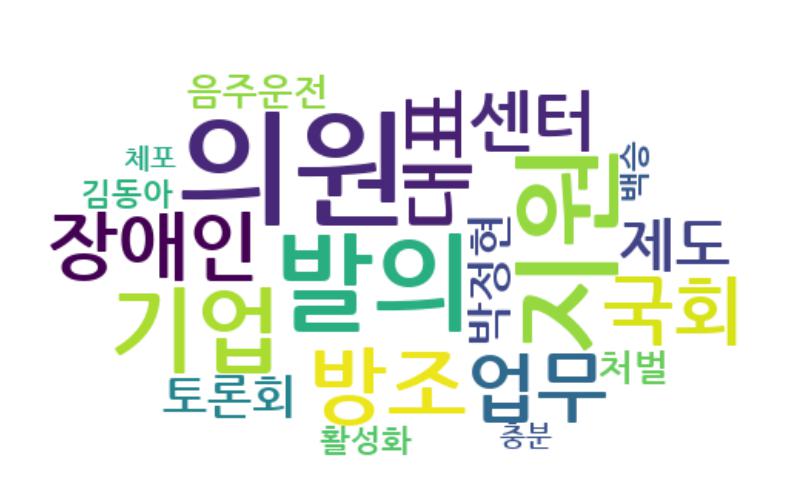 음주운전
의원
대표
센터
체포
김동아
백승
지원
장애인
발의
박정현
제도
기업
국회
방조
업무
처벌
토론회
활성화
충분